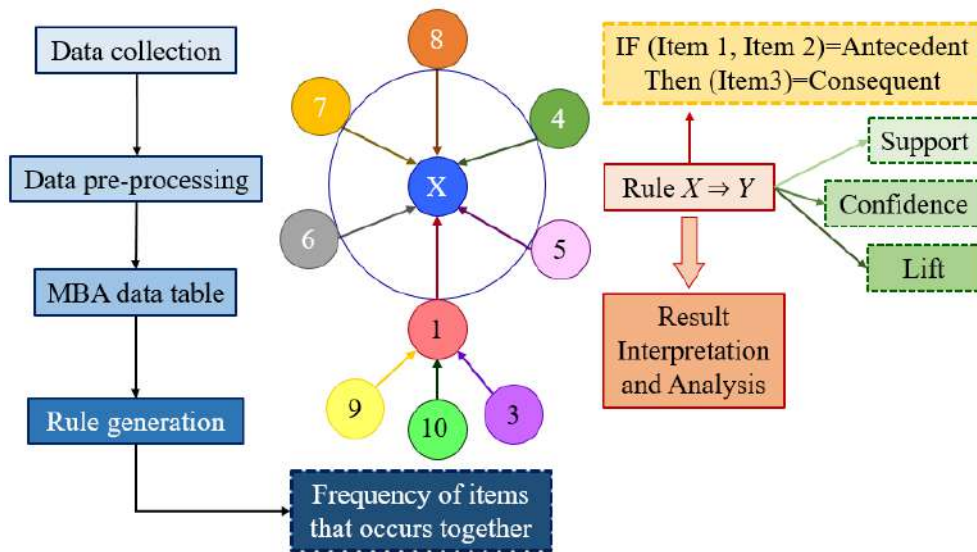 Data collection
Data pre-processing
MBA data table
Rule generation
Frequency of items
that occurs together
8
7
4
X
6
5
1
9
10
3
IF (Item 1, Item 2)=Antecedent
Then (Item3)=Consequent
Rule X ⇒ Y
Support
Confidence
Lift
Result
Interpretation
and Analysis